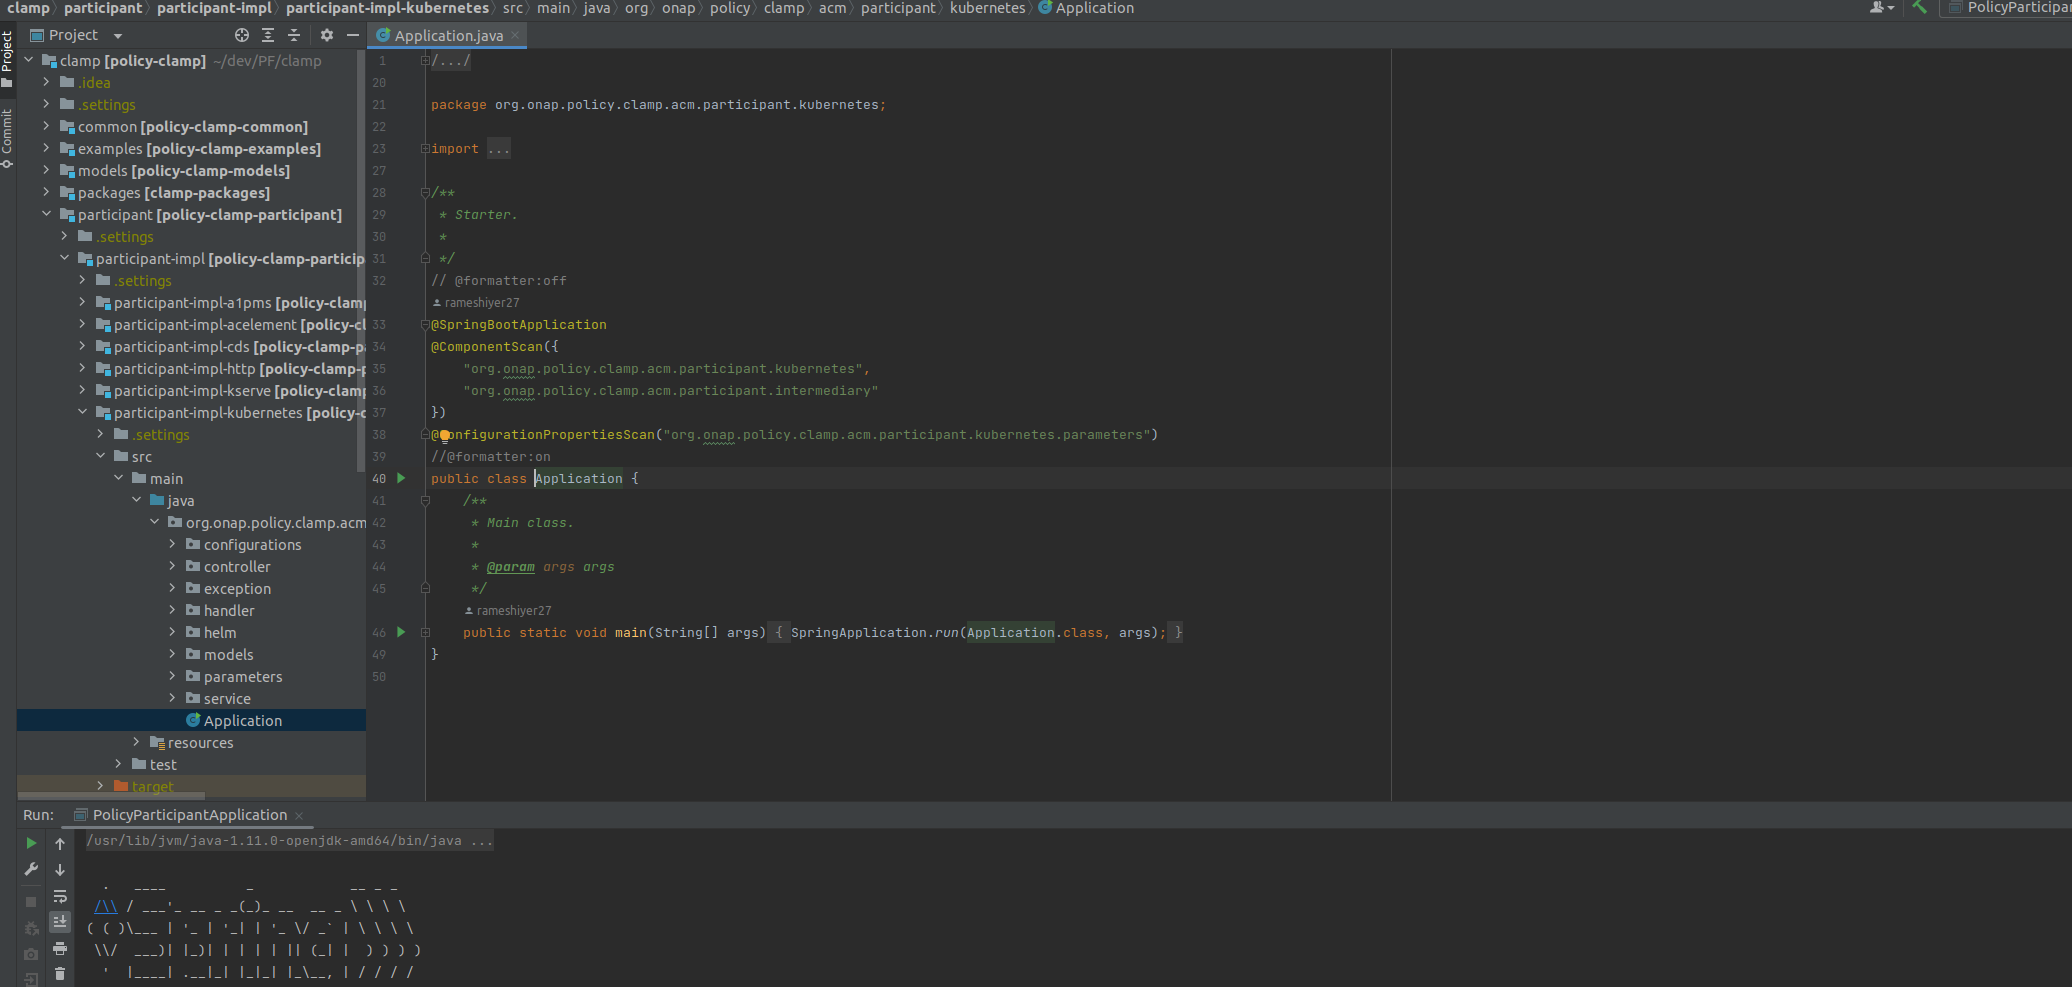 clamp participant participant-impl participant-impl-kubernetes src main java org onap policy clamp acm participant kubernetes Application
Project
Commit
Project
Application.java
clamp [policy-clamp] ~/dev/PF/clamp
.idea
.settings
common [policy-clamp-common]
examples [policy-clamp-examples]
models [policy-clamp-models]
packages [clamp-packages]
participant [policy-clamp-participant]
.settings
participant-impl [policy-clamp-particip
.settings
participant-impl-a1pms [policy-clam
participant-impl-acelement [policy-cl
participant-impl-cds [policy-clamp-pa
participant-impl-http [policy-clamp-p
participant-impl-kserve [policy-clam
participant-impl-kubernetes [policy-c
.settings
src
main
java
org.onap.policy.clamp.acm
configurations
controller
exception
handler
helm
models
parameters
service
Application
resources
test
target
1 /.../
20
21 package org.onap.policy.clamp.acm.participant.kubernetes;
22
23 import ...
27
28 /**
29 * Starter.
30 *
31 */
32 // @formatter:off
rameshiyer27
33 @SpringBootApplication
34 @ComponentScan({
35 "org.onap.policy.clamp.acm.participant.kubernetes",
36 "org.onap.policy.clamp.acm.participant.intermediary"
37 })
38 @ConfigurationPropertiesScan("org.onap.policy.clamp.acm.participant.kubernetes.parameters")
39 //@formatter:on
40 public class Application {
41 /**
42 * Main class.
43 *
44 * @param args args
45 */
rameshiyer27
46 public static void main(String[] args) { SpringApplication.run(Application.class, args); }
49 }
50
PolicyParticipan
Run: PolicyParticipantApplication
/usr/lib/jvm/java-1.11.0-openjdk-amd64/bin/java ...
  .   ____          _            __ _ _
 /\\ / ___'_ __ _ _(_)_ __  __ _ \ \ \ \
( ( )\___ | '_ | '_| | '_ \/ _` | \ \ \ \
 \\/  ___)| |_)| | | | | || (_| |  ) ) ) )
  '  |____| .__|_| |_|_| |_\__, | / / / /